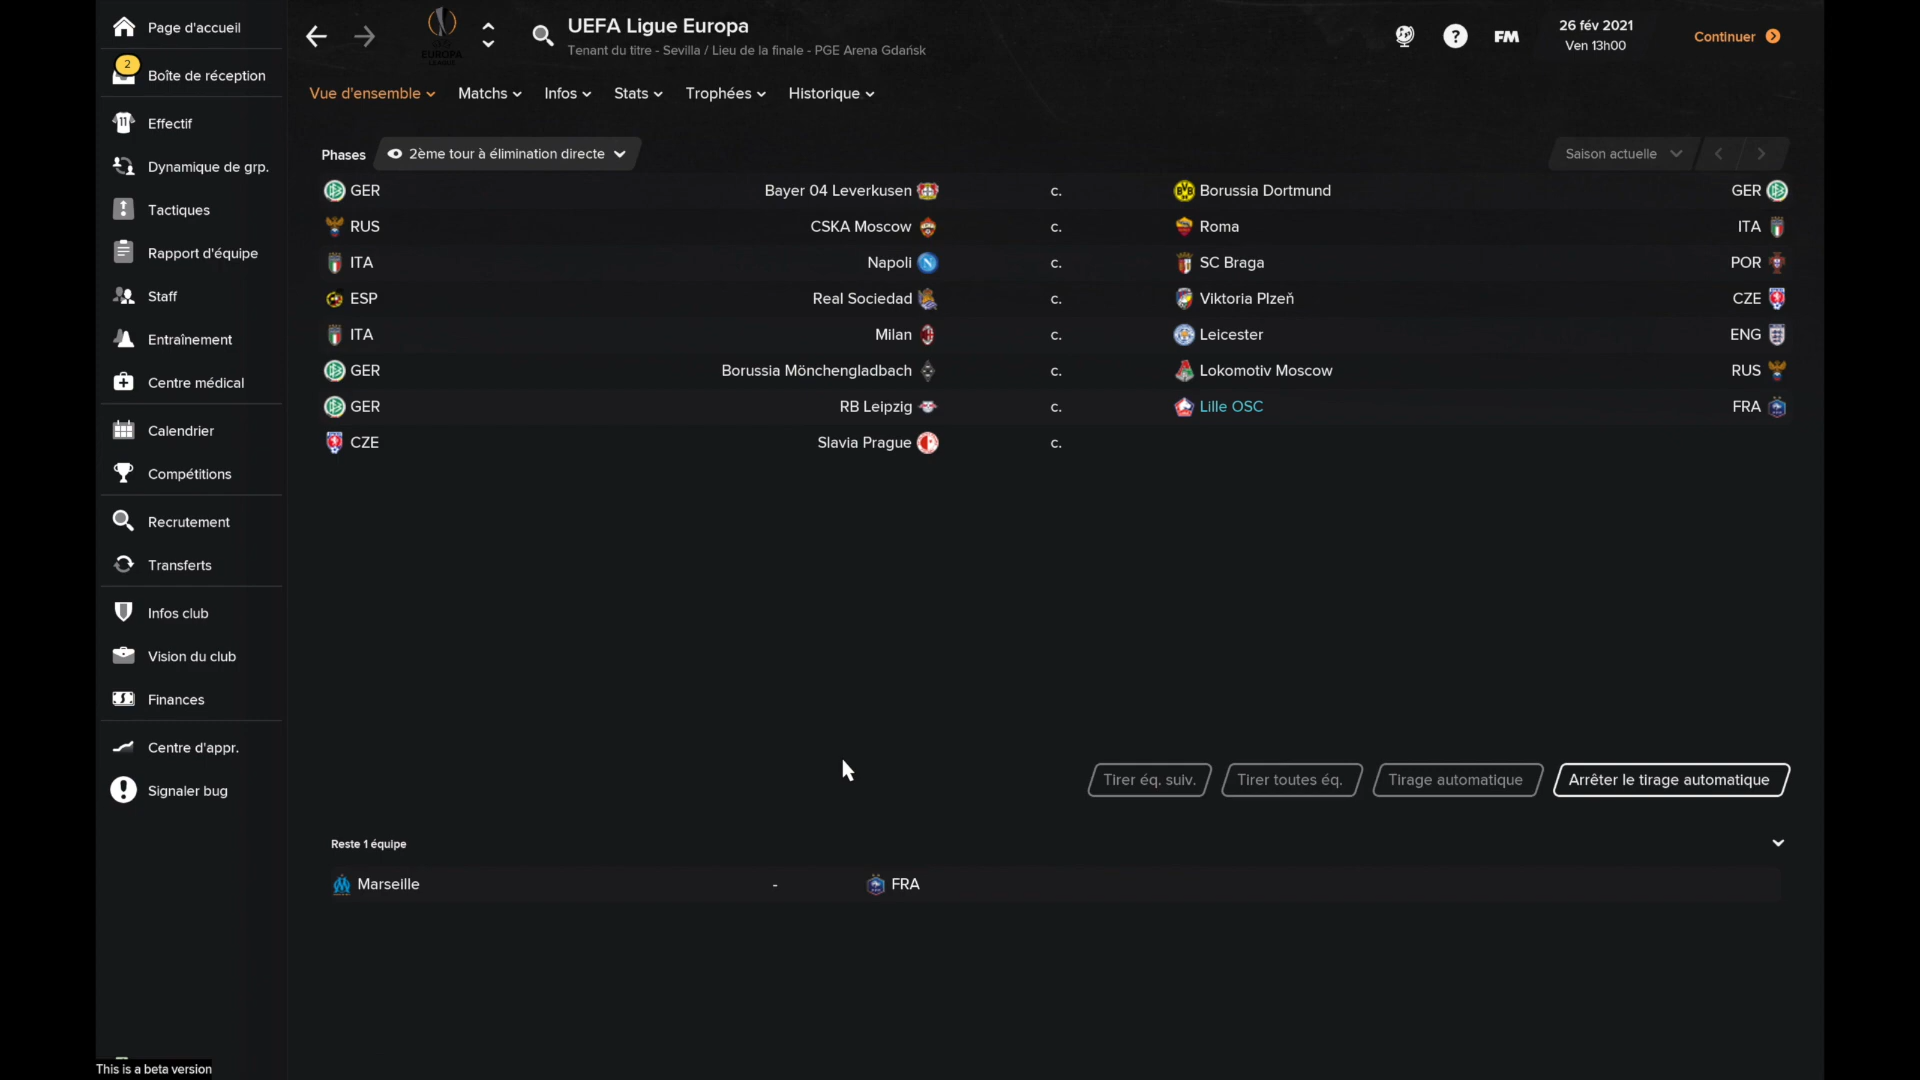 Page d'accueil
2
Boîte de réception
11
Effectif
Dynamique de grp.
Tactiques
Rapport d'équipe
Staff
Entraînement
Centre médical
Calendrier
Compétitions
Recrutement
Transferts
Infos club
Vision du club
Finances
Centre d'appr.
Signaler bug
This is a beta version
EUROPA
UEFA Ligue Europa
Tenant du titre - Sevilla / Lieu de la finale - PGE Arena Gdańsk
?
FM
26 fév 2021
Ven 13h00
Continuer
Vue d'ensemble Matchs Infos Stats Trophées Historique
Phases 2ème tour à élimination directe Saison actuelle
GER Bayer 04 Leverkusen c. Borussia Dortmund GER
RUS CSKA Moscow c. Roma ITA
ITA Napoli c. SC Braga POR
ESP Real Sociedad c. Viktoria Plzeň CZE
ITA Milan c. Leicester ENG
GER Borussia Mönchengladbach c. Lokomotiv Moscow RUS
GER RB Leipzig c. Lille OSC FRA
CZE Slavia Prague c.
Tirer éq. suiv. Tirer toutes éq. Tirage automatique Arrêter le tirage automatique
Reste 1 équipe
Marseille - FRA